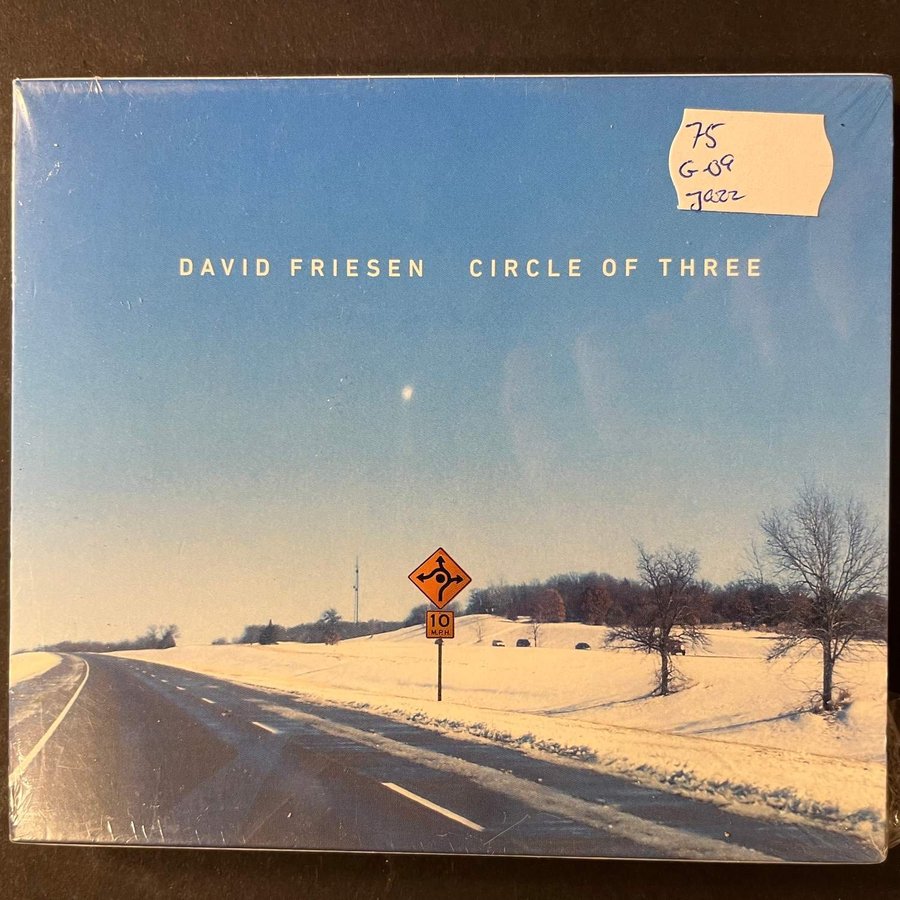 75
G-09
Jazz
DAVID FRIESEN CIRCLE OF THREE
10
M.P.H.